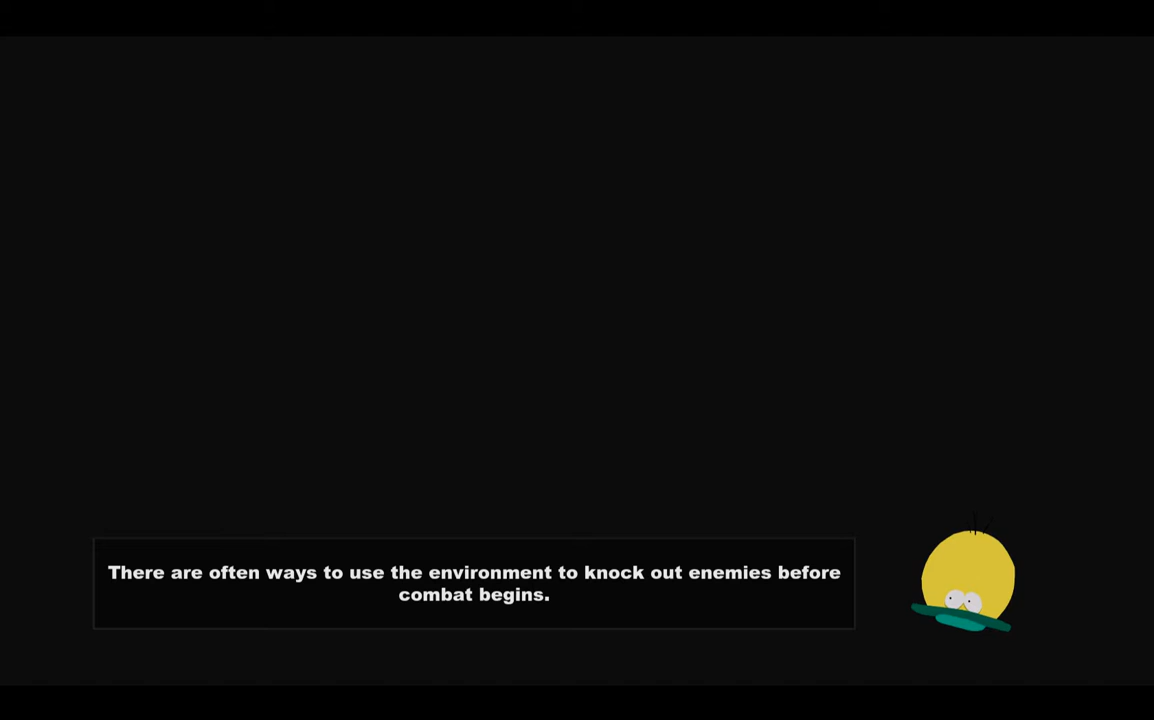 There are often ways to use the environment to knock out enemies before
combat begins.